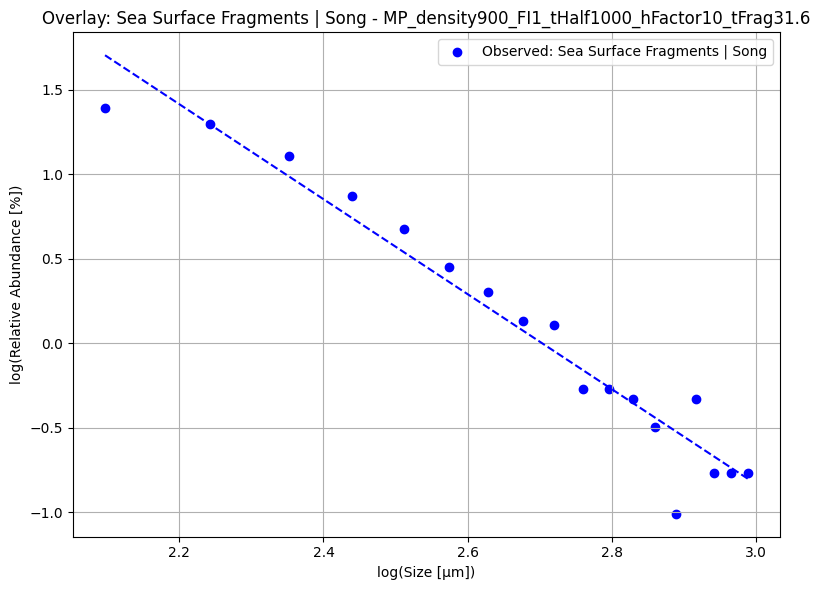 Overlay: Sea Surface Fragments | Song - MP_density900_FI1_tHalf1000_hFactor10_tFrag31.6
Observed: Sea Surface Fragments | Song
log(Relative Abundance [%])
1.5
1.0
0.5
0.0
−0.5
−1.0
2.2 2.4 2.6 2.8 3.0
log(Size [µm])